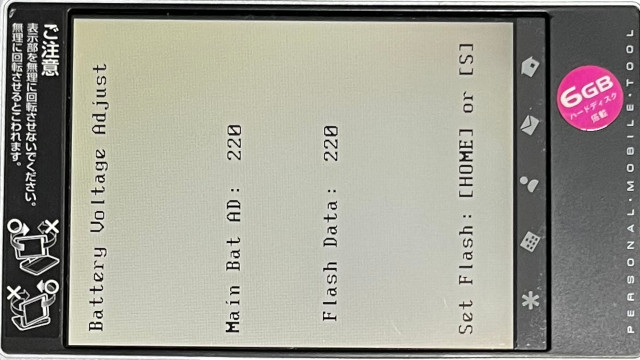 ご注意
表示部を無理に回転させないでください。
無理に回転させるとこわれます。
Battery Voltage Adjust
Main Bat AD: 220
Flash Data: 220
Set Flash: [HOME] or [S]
6GB
ハードディスク
搭載
PERSONAL・MOBILE・TOOL